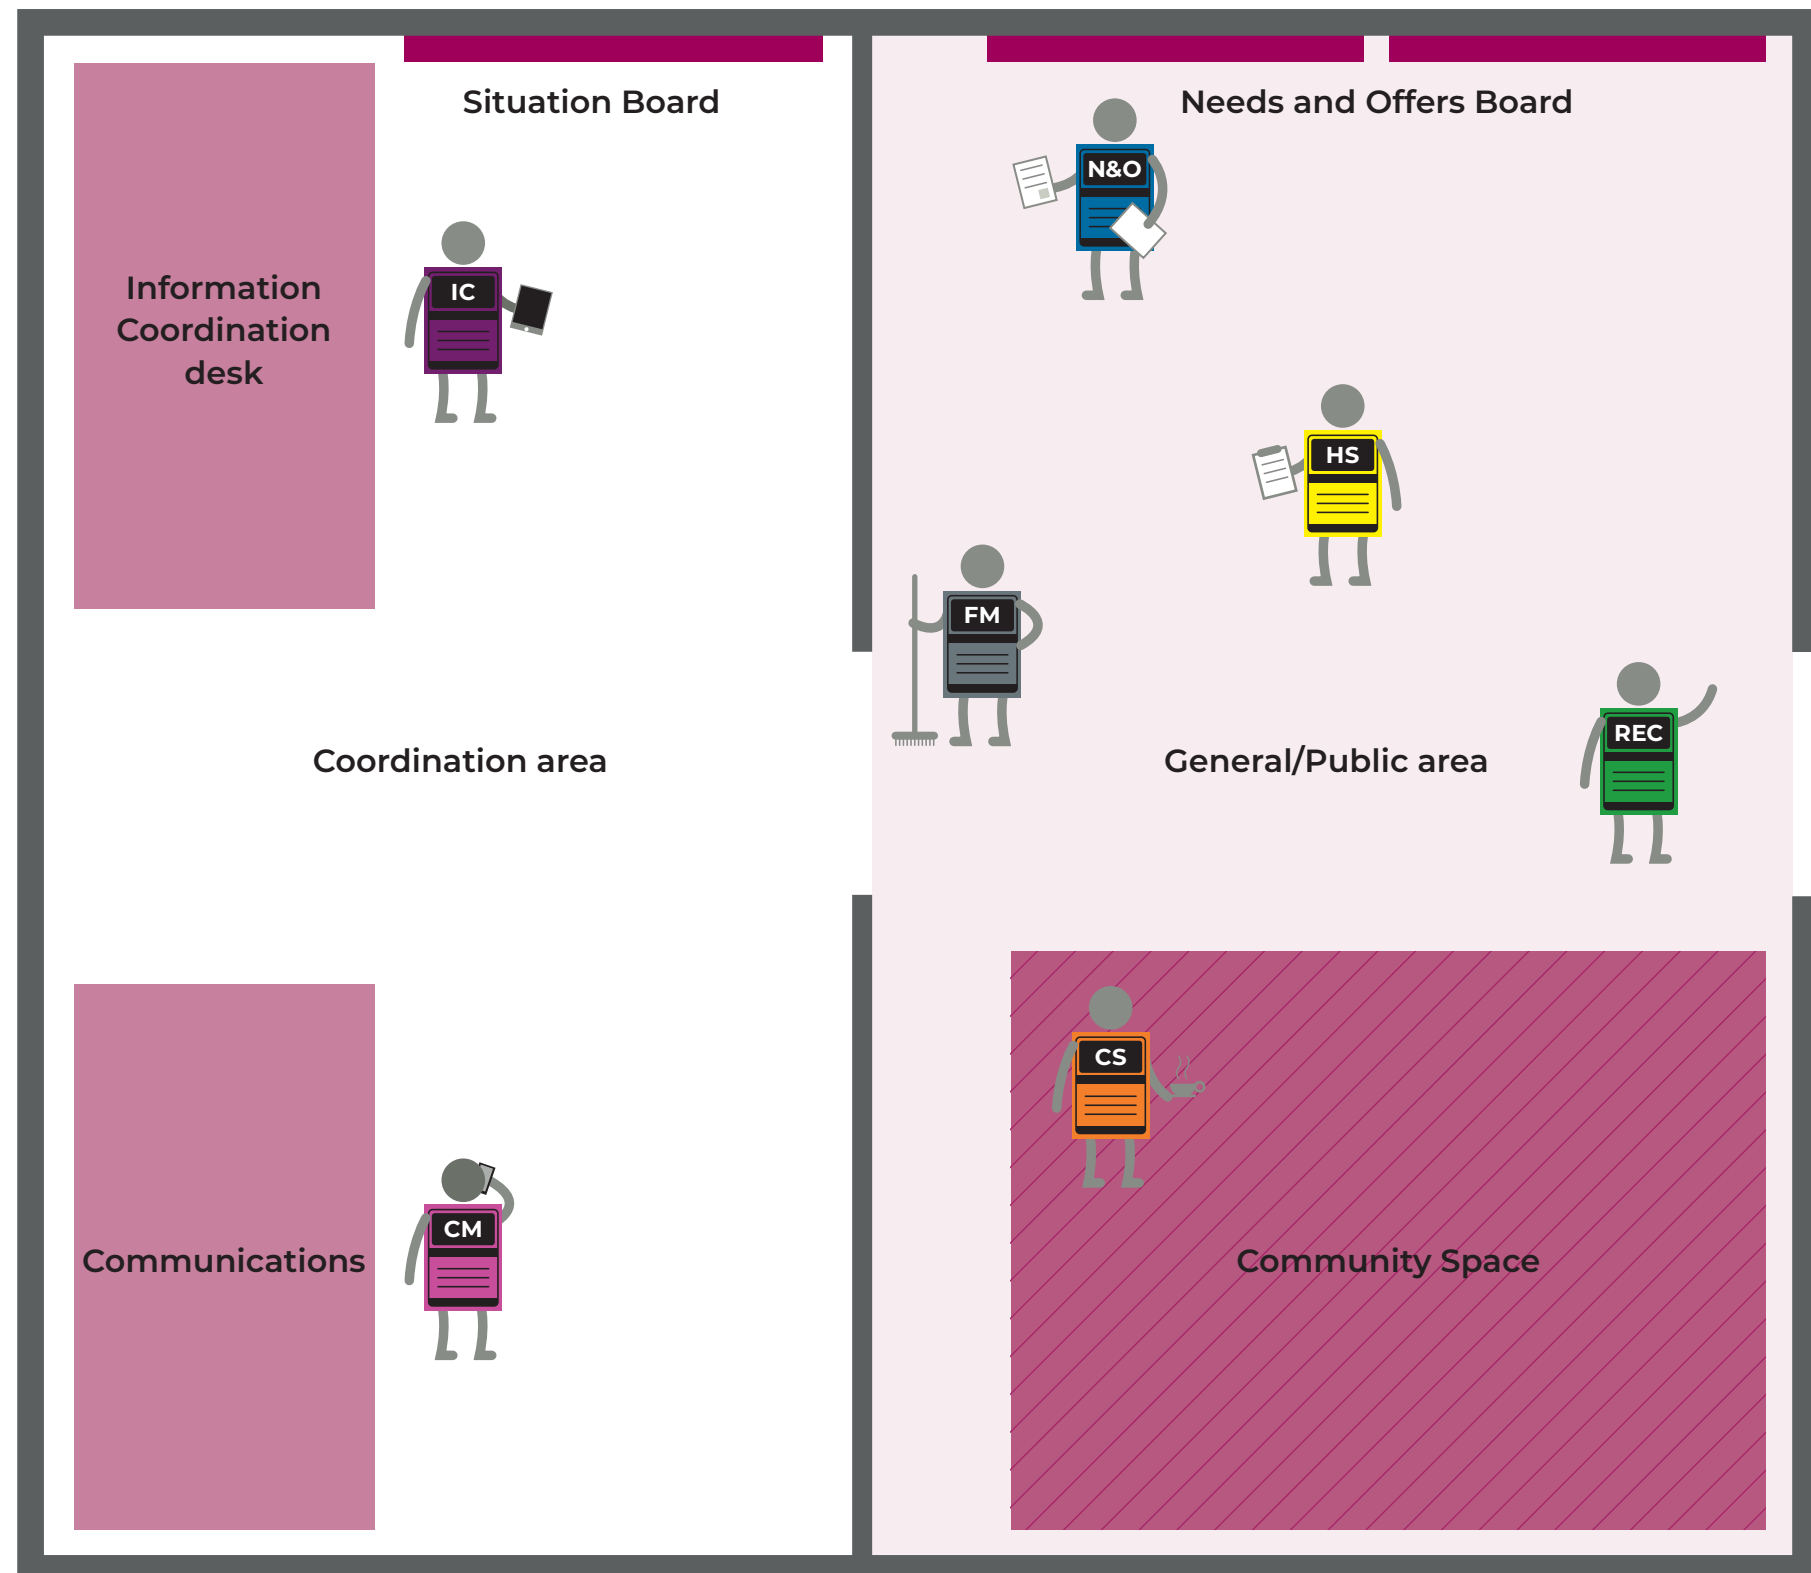 Situation Board
Needs and Offers Board
N&O
Information
Coordination
desk
IC
HS
FM
REC
Coordination area
General/Public area
CS
CM
Communications
Community Space